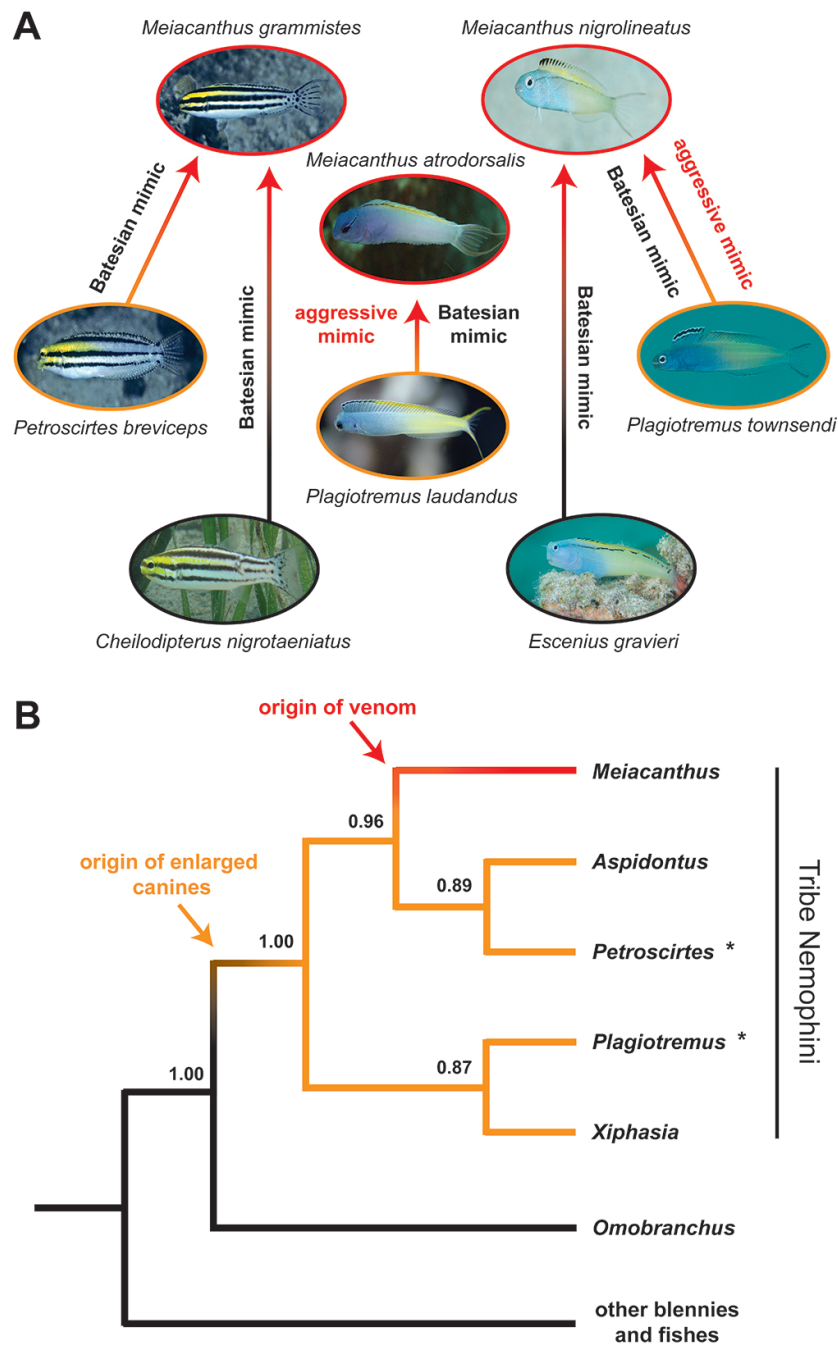 A
Meiacanthus grammistes
Meiacanthus nigrolineatus
Meiacanthus atrodorsalis
Batesian mimic
Batesian mimic
aggressive
mimic
Batesian
mimic
Batesian mimic
Batesian mimic
aggressive mimic
Petroscirtes breviceps
Plagiotremus laudandus
Plagiotremus townsendi
Cheilodipterus nigrotaeniatus
Escenius gravieri
B
origin of venom
origin of enlarged
canines
1.00
1.00
0.96
0.89
0.87
Meiacanthus
Aspidontus
Petroscirtes *
Plagiotremus *
Xiphasia
Omobranchus
other blennies
and fishes
Tribe Nemophini